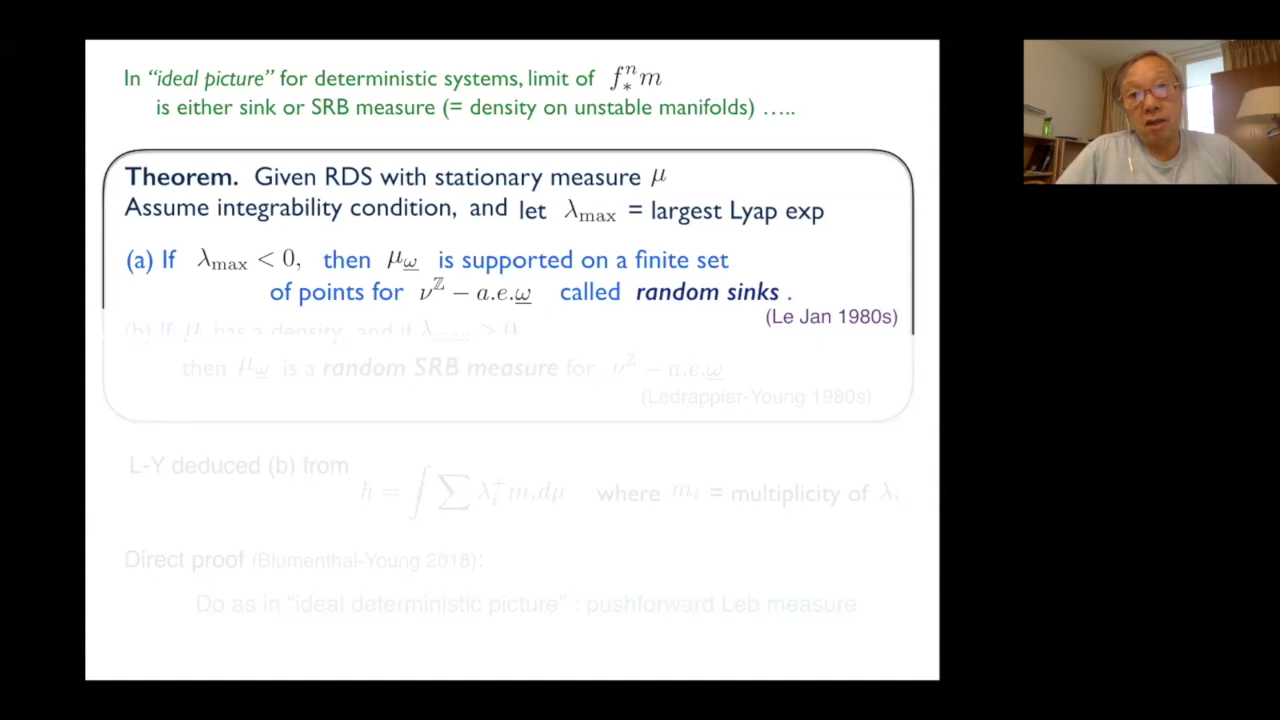 In “ideal picture” for deterministic systems, limit of f_*^n m
is either sink or SRB measure (= density on unstable manifolds) …..
Theorem. Given RDS with stationary measure μ
Assume integrability condition, and let λ_max = largest Lyap exp
(a) If λ_max < 0, then μ_ω is supported on a finite set
of points for ν^ℤ − a.e.ω called random sinks .
(Le Jan 1980s)
(b) If μ has a density, and if λ_max > 0
then μ_ω is a random SRB measure for ν^ℤ − a.e.ω
(Ledrappier-Young 1980s)
L-Y deduced (b) from
h = ∫ ∑ λ_i^+ m_i dμ where m_i = multiplicity of λ_i
Direct proof (Blumenthal-Young 2018):
Do as in “ideal deterministic picture” : pushforward Leb measure